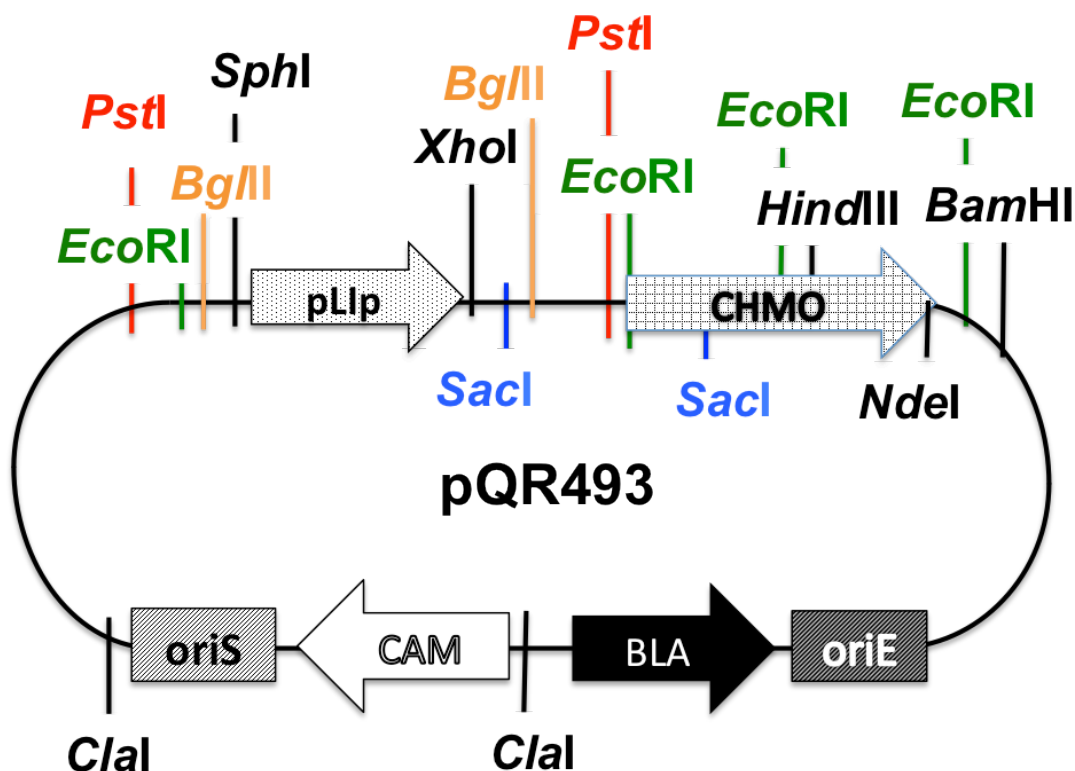 PstI
SphI
BglII
PstI
EcoRI
EcoRI
XhoI
BglII
EcoRI
HindIII
BamHI
EcoRI
pLIp
CHMO
SacI
SacI
NdeI
pQR493
oriS
CAM
BLA
oriE
ClaI
ClaI